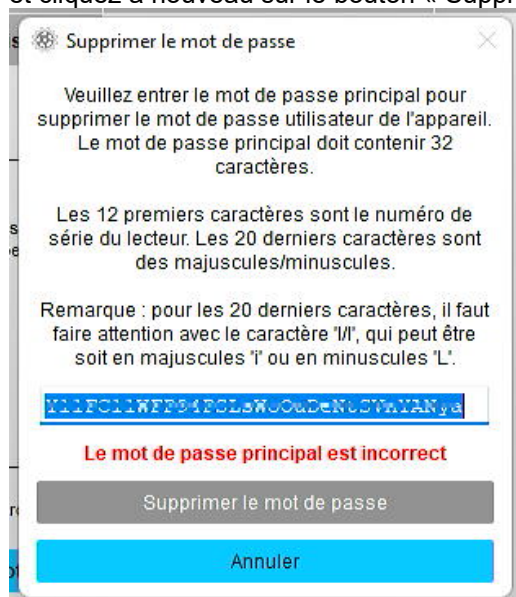 et cliquez à nouveau sur le bouton « Suppr
Supprimer le mot de passe
Veuillez entrer le mot de passe principal pour
supprimer le mot de passe utilisateur de l'appareil.
Le mot de passe principal doit contenir 32
caractères.
Les 12 premiers caractères sont le numéro de
série du lecteur. Les 20 derniers caractères sont
des majuscules/minuscules.
Remarque : pour les 20 derniers caractères, il faut
faire attention avec le caractère 'I/l', qui peut être
soit en majuscules 'i' ou en minuscules 'L'.
Le mot de passe principal est incorrect
Supprimer le mot de passe
Annuler